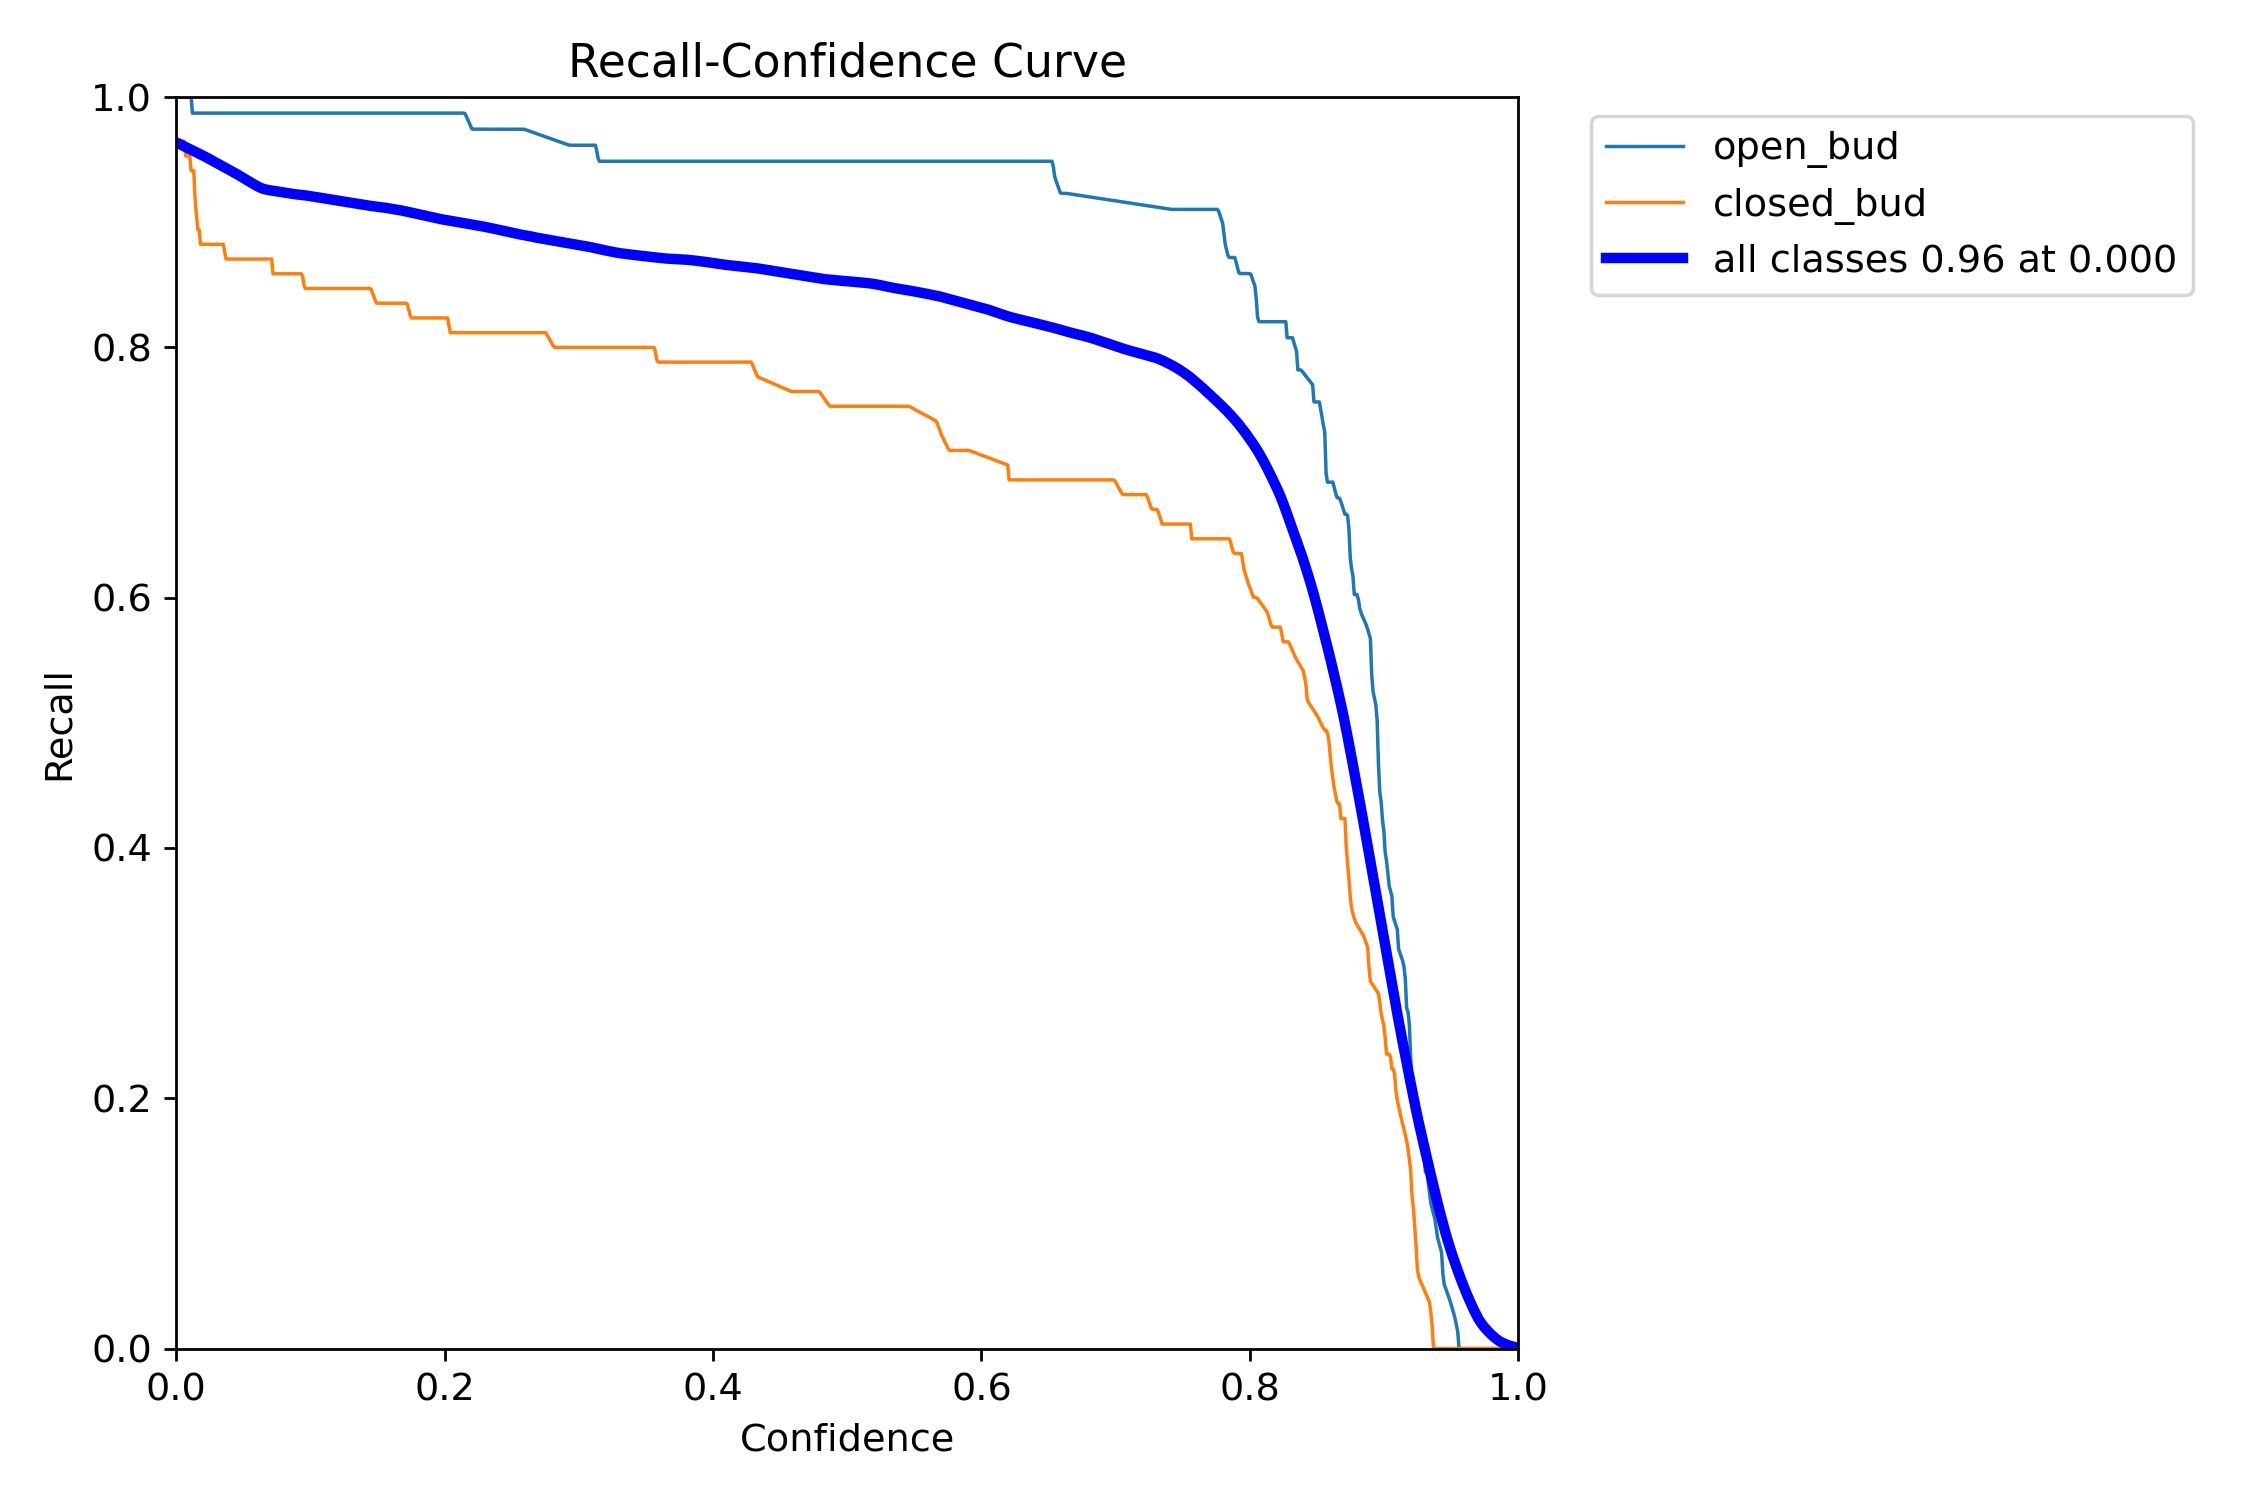 Recall-Confidence Curve
1.0
0.8
0.6
0.4
0.2
0.0
Recall
0.0 0.2 0.4 0.6 0.8 1.0
Confidence
open_bud
closed_bud
all classes 0.96 at 0.000